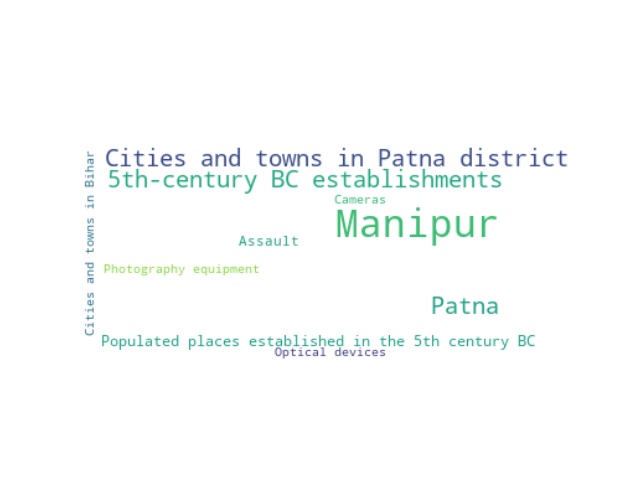 Cities and towns in Patna district
5th-century BC establishments
Cities and towns in Bihar
Cameras
Manipur
Assault
Photography equipment
Patna
Populated places established in the 5th century BC
Optical devices